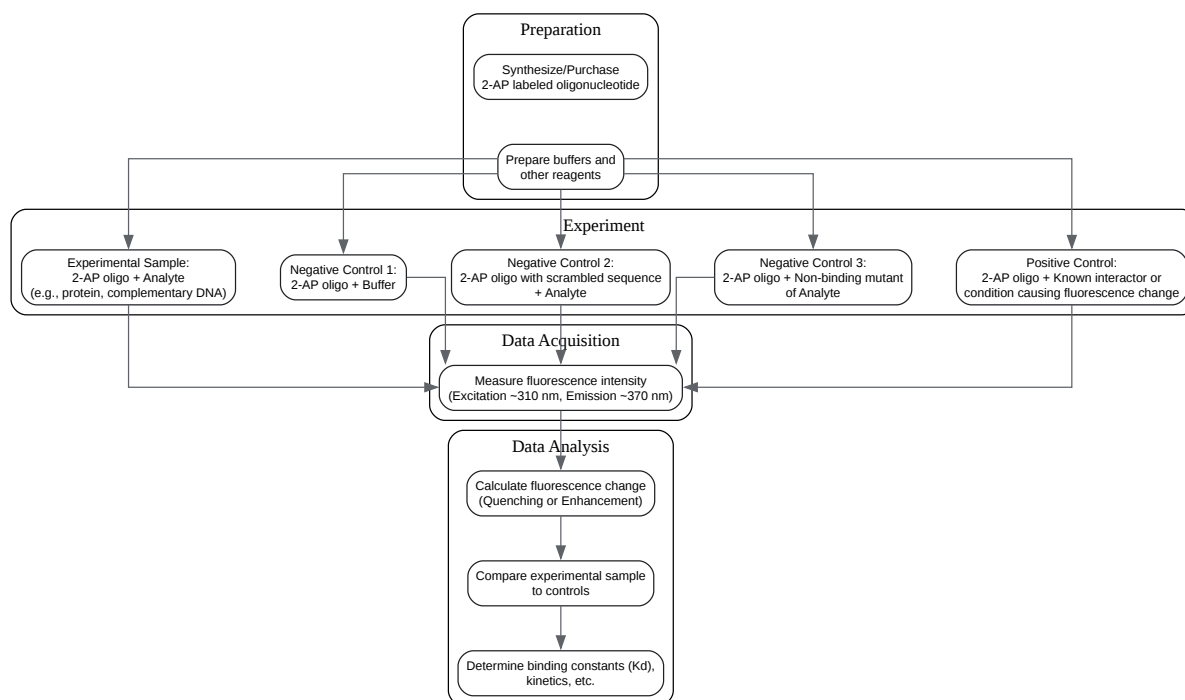 Preparation
Synthesize/Purchase
2-AP labeled oligonucleotide
Prepare buffers and
other reagents
Experiment
Experimental Sample:
2-AP oligo + Analyte
(e.g., protein, complementary DNA)
Negative Control 1:
2-AP oligo + Buffer
Negative Control 2:
2-AP oligo with scrambled sequence
+ Analyte
Negative Control 3:
2-AP oligo + Non-binding mutant
of Analyte
Positive Control:
2-AP oligo + Known interactor or
condition causing fluorescence change
Data Acquisition
Measure fluorescence intensity
(Excitation ~310 nm, Emission ~370 nm)
Data Analysis
Calculate fluorescence change
(Quenching or Enhancement)
Compare experimental sample
to controls
Determine binding constants (Kd),
kinetics, etc.